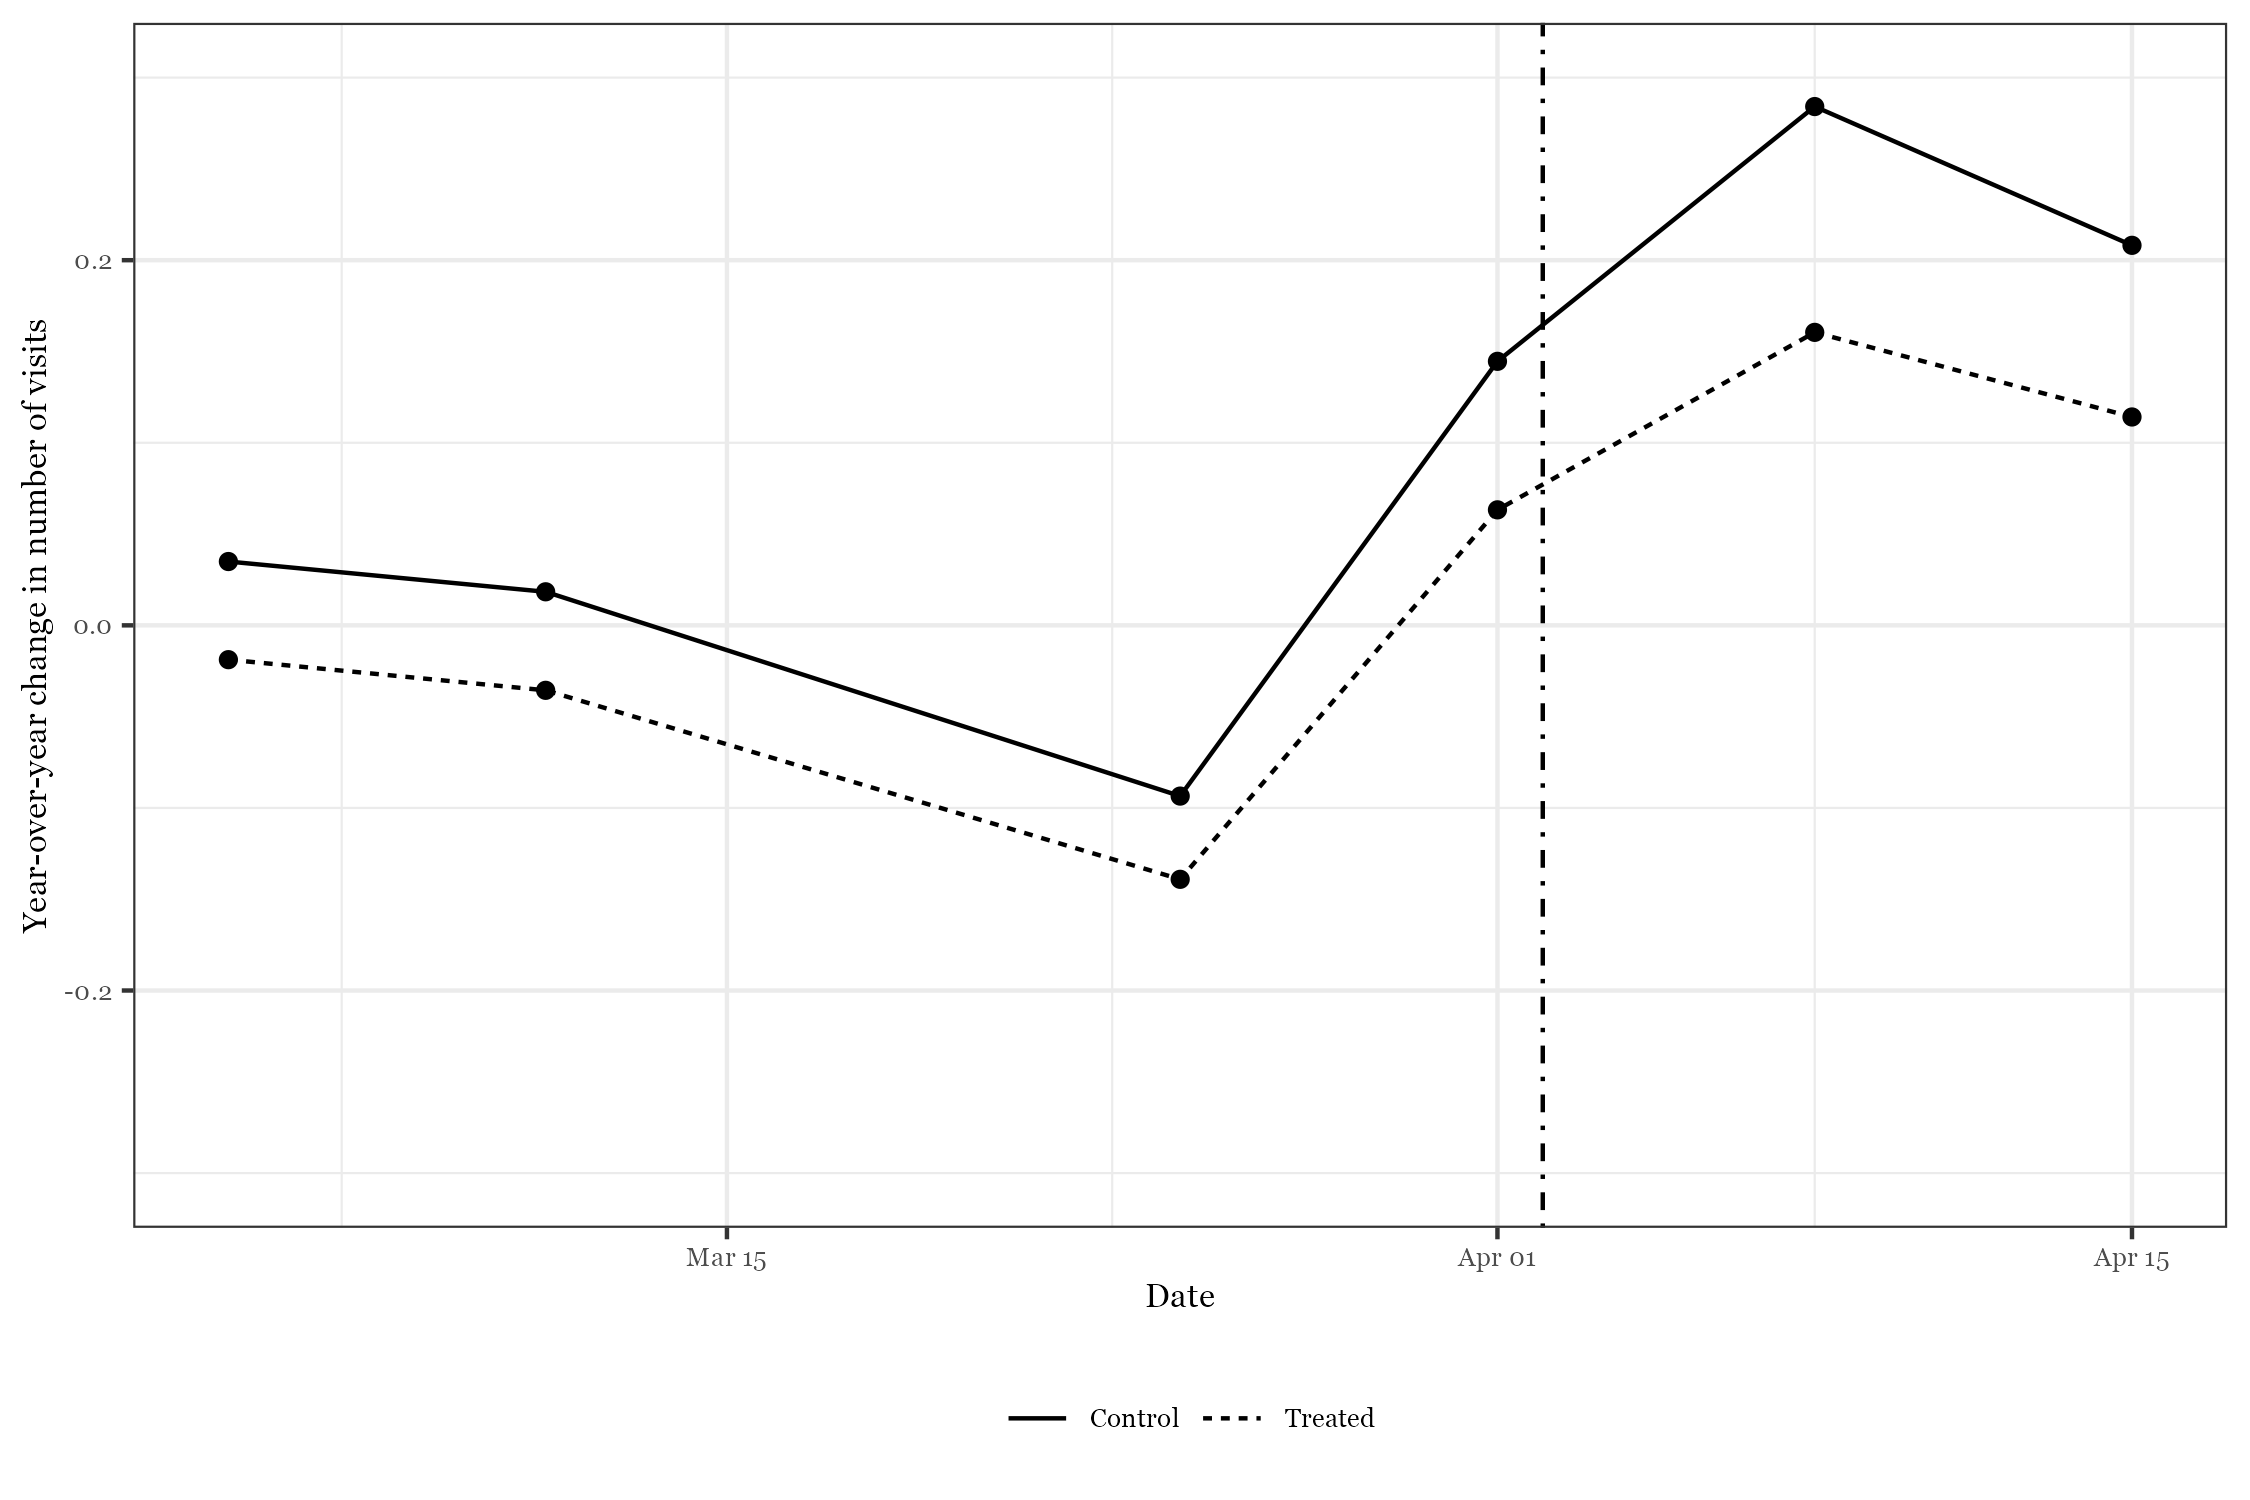 Year-over-year change in number of visits
0.2
0.0
-0.2
Mar 15
Apr 01
Apr 15
Date
Control
Treated